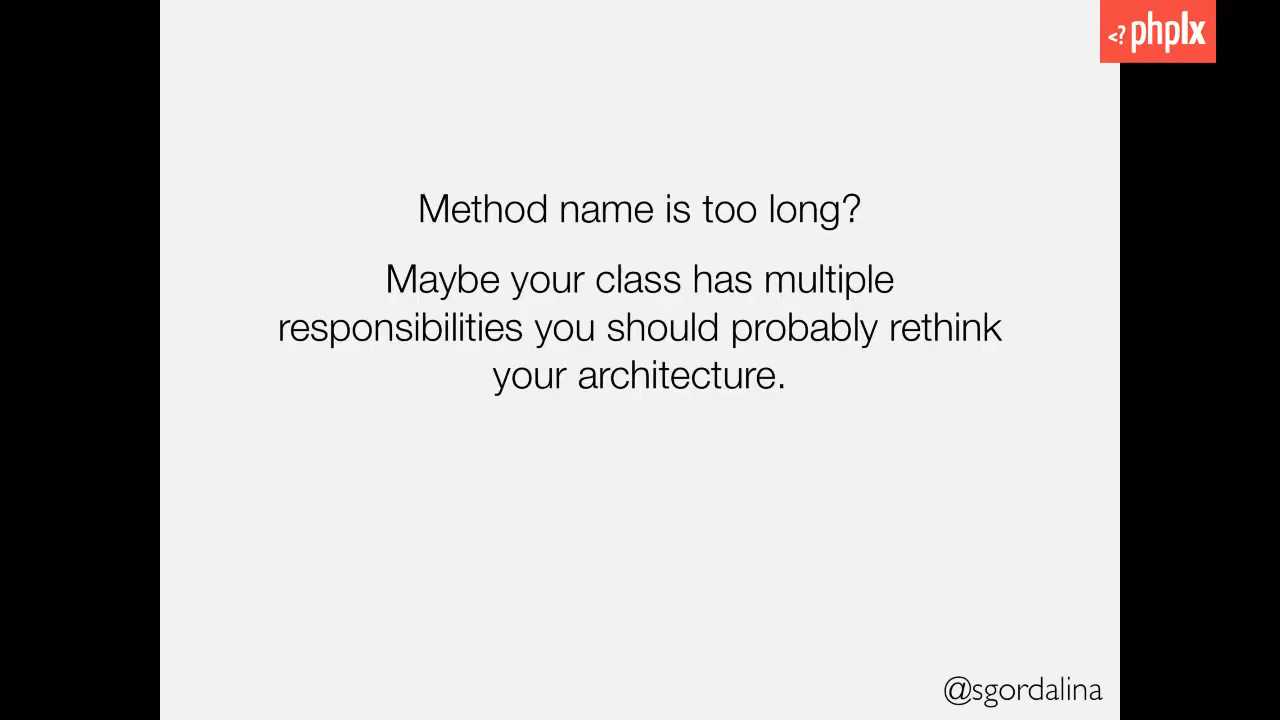 <? phplx
Method name is too long?
Maybe your class has multiple
responsibilities you should probably rethink
your architecture.
@sgordalina